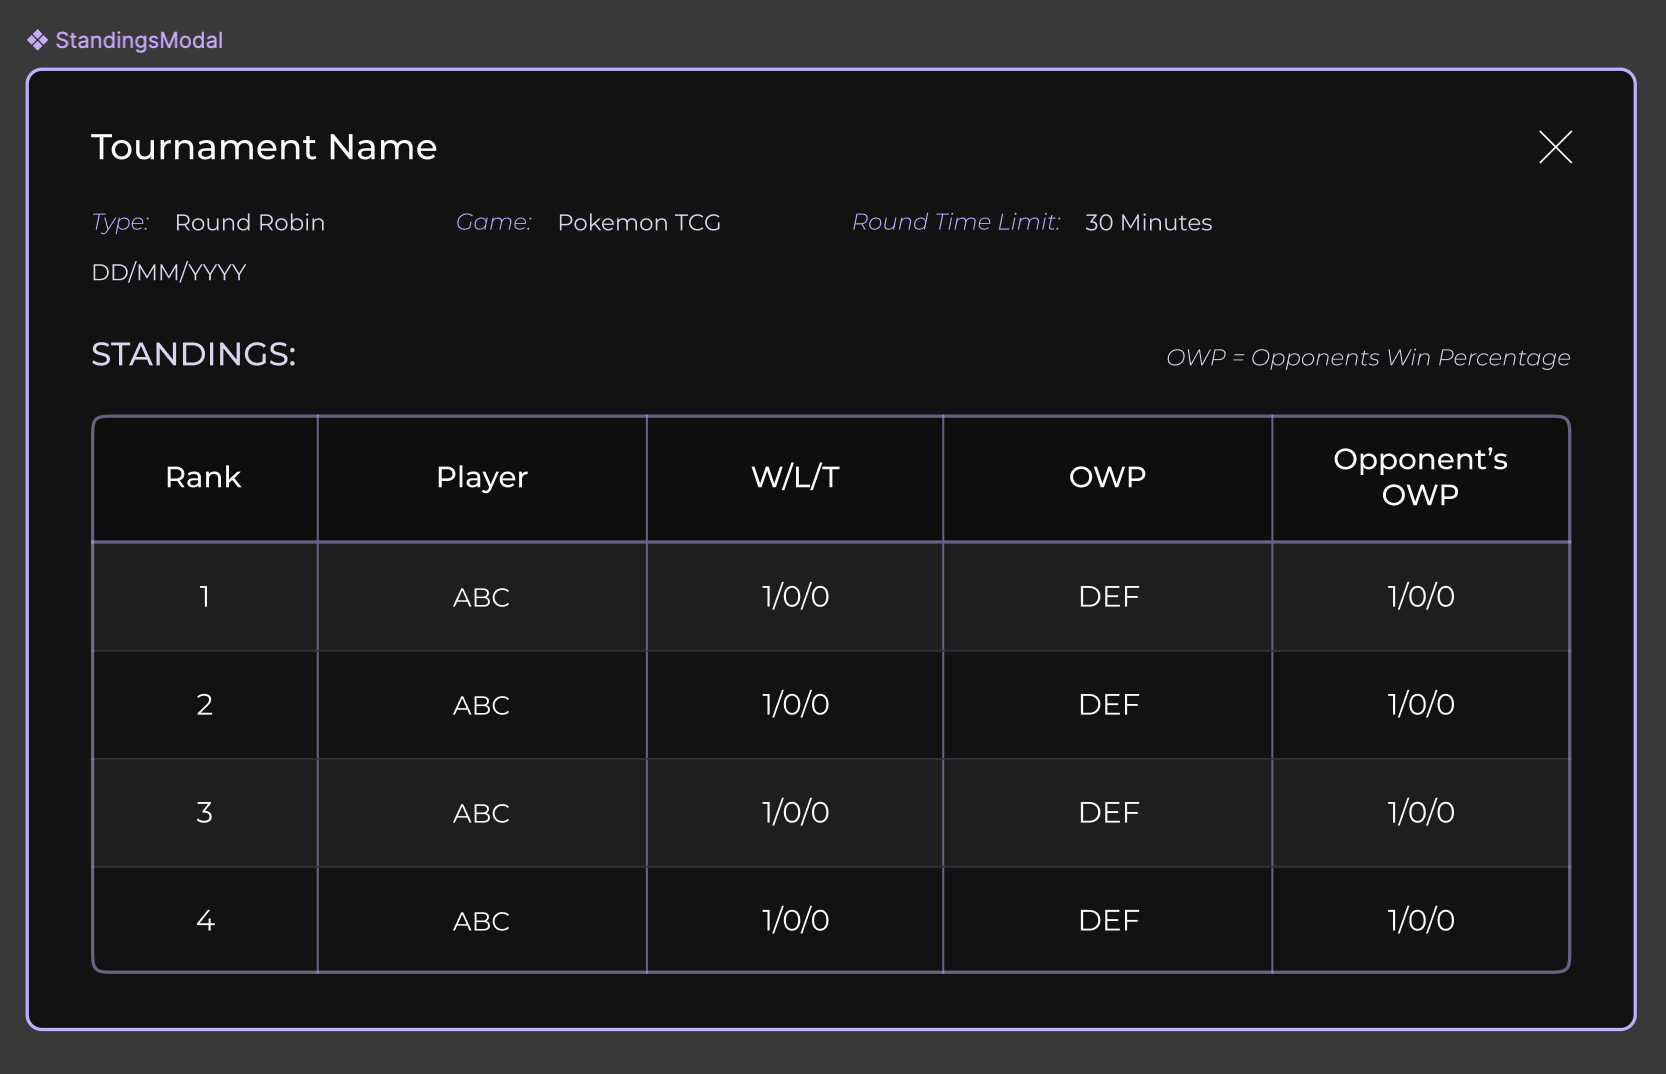 StandingsModal
Tournament Name
Type: Round Robin Game: Pokemon TCG Round Time Limit: 30 Minutes
DD/MM/YYYY
STANDINGS: OWP = Opponents Win Percentage
Rank Player W/L/T OWP Opponent’s OWP
1 ABC 1/0/0 DEF 1/0/0
2 ABC 1/0/0 DEF 1/0/0
3 ABC 1/0/0 DEF 1/0/0
4 ABC 1/0/0 DEF 1/0/0